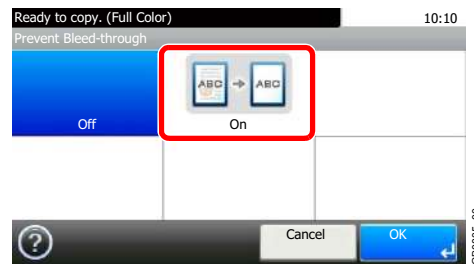 Ready to copy. (Full Color) 10:10
Prevent Bleed-through
ABC ABC
Off On
? Cancel OK